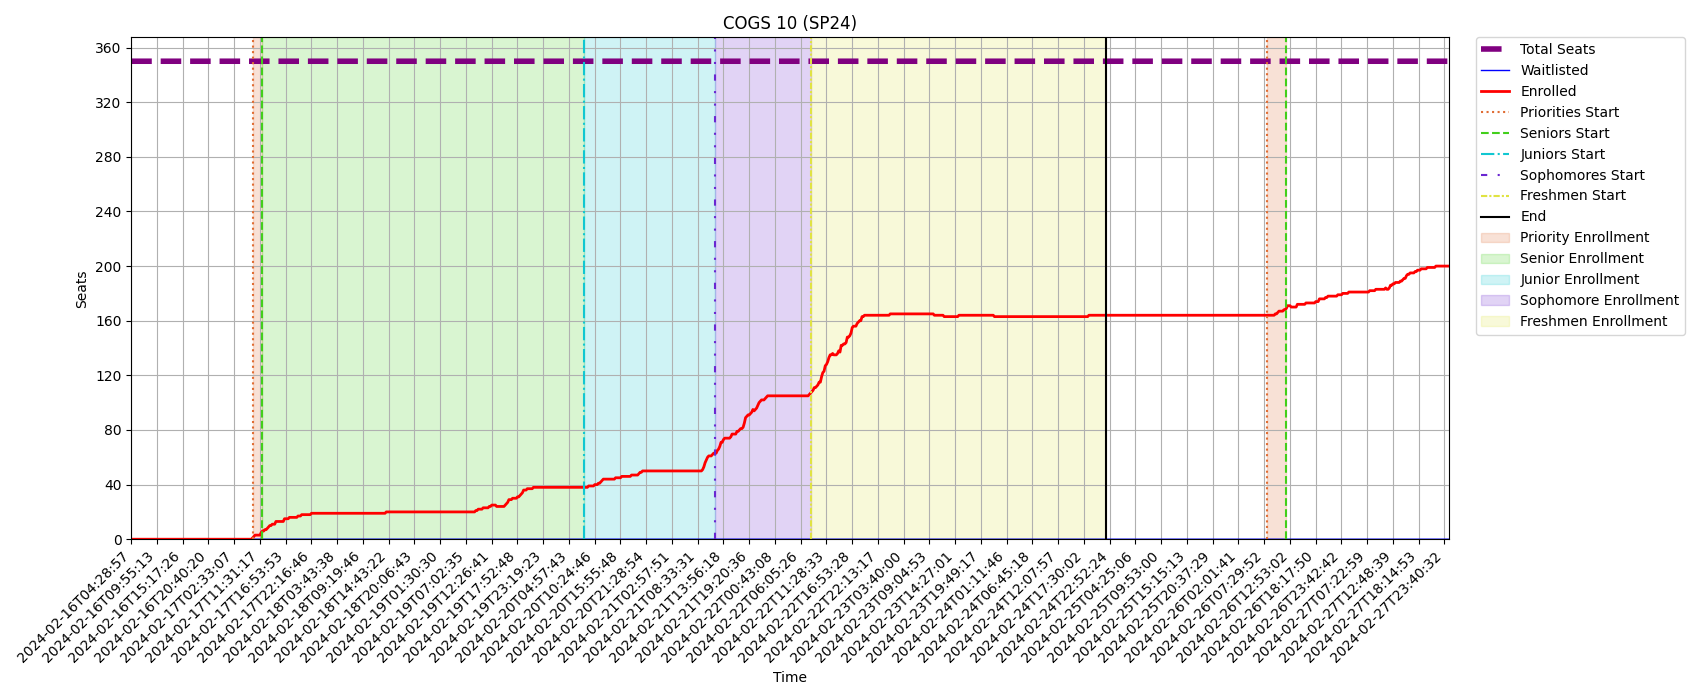 COGS 10 (SP24)
360
320
280
240
200
160
120
80
40
0
Seats
2024-02-16T04:28:57
2024-02-16T09:55:13
2024-02-16T15:17:26
2024-02-16T20:40:20
2024-02-17T02:33:07
2024-02-17T11:31:17
2024-02-17T16:53:53
2024-02-17T22:16:46
2024-02-18T03:43:38
2024-02-18T09:19:46
2024-02-18T14:43:22
2024-02-18T20:06:43
2024-02-19T01:30:30
2024-02-19T07:02:35
2024-02-19T12:26:41
2024-02-19T17:52:48
2024-02-19T23:19:23
2024-02-20T04:57:43
2024-02-20T10:24:46
2024-02-20T15:55:48
2024-02-20T21:28:54
2024-02-21T02:57:51
2024-02-21T08:33:31
2024-02-21T13:56:18
2024-02-21T19:20:36
2024-02-22T00:43:08
2024-02-22T06:05:26
2024-02-22T11:28:33
2024-02-22T16:53:28
2024-02-22T22:13:17
2024-02-23T03:40:00
2024-02-23T09:04:53
2024-02-23T14:27:01
2024-02-23T19:49:17
2024-02-24T01:11:46
2024-02-24T06:45:18
2024-02-24T12:07:57
2024-02-24T17:30:02
2024-02-24T22:52:24
2024-02-25T04:25:06
2024-02-25T09:53:00
2024-02-25T15:15:13
2024-02-25T20:37:29
2024-02-26T02:01:41
2024-02-26T07:29:52
2024-02-26T12:53:02
2024-02-26T18:17:50
2024-02-26T23:42:42
2024-02-27T07:22:59
2024-02-27T12:48:39
2024-02-27T18:14:53
2024-02-27T23:40:32
Time
Total Seats
Waitlisted
Enrolled
Priorities Start
Seniors Start
Juniors Start
Sophomores Start
Freshmen Start
End
Priority Enrollment
Senior Enrollment
Junior Enrollment
Sophomore Enrollment
Freshmen Enrollment